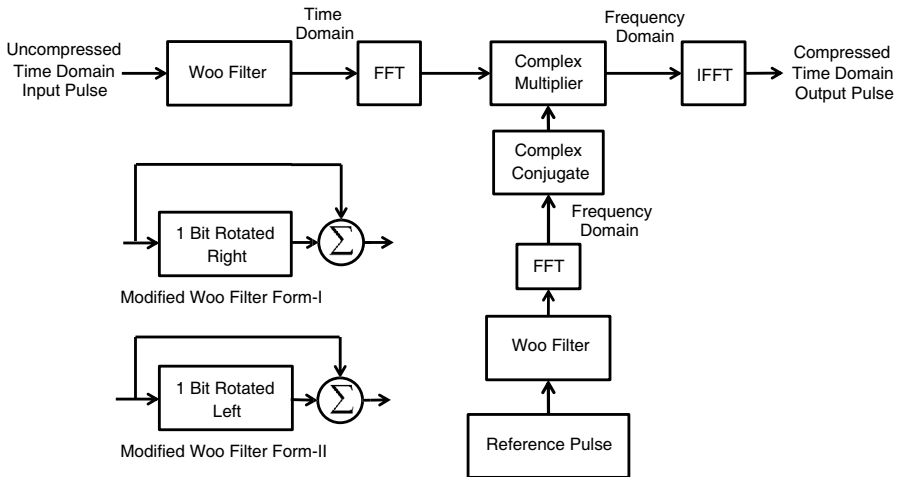 Uncompressed
Time Domain
Input Pulse
Woo Filter
Time
Domain
FFT
Complex
Multiplier
Frequency
Domain
IFFT
Compressed
Time Domain
Output Pulse
Complex
Conjugate
Frequency
Domain
1 Bit Rotated
Right
Σ
FFT
Modified Woo Filter Form-I
Woo Filter
1 Bit Rotated
Left
Σ
Modified Woo Filter Form-II
Reference Pulse